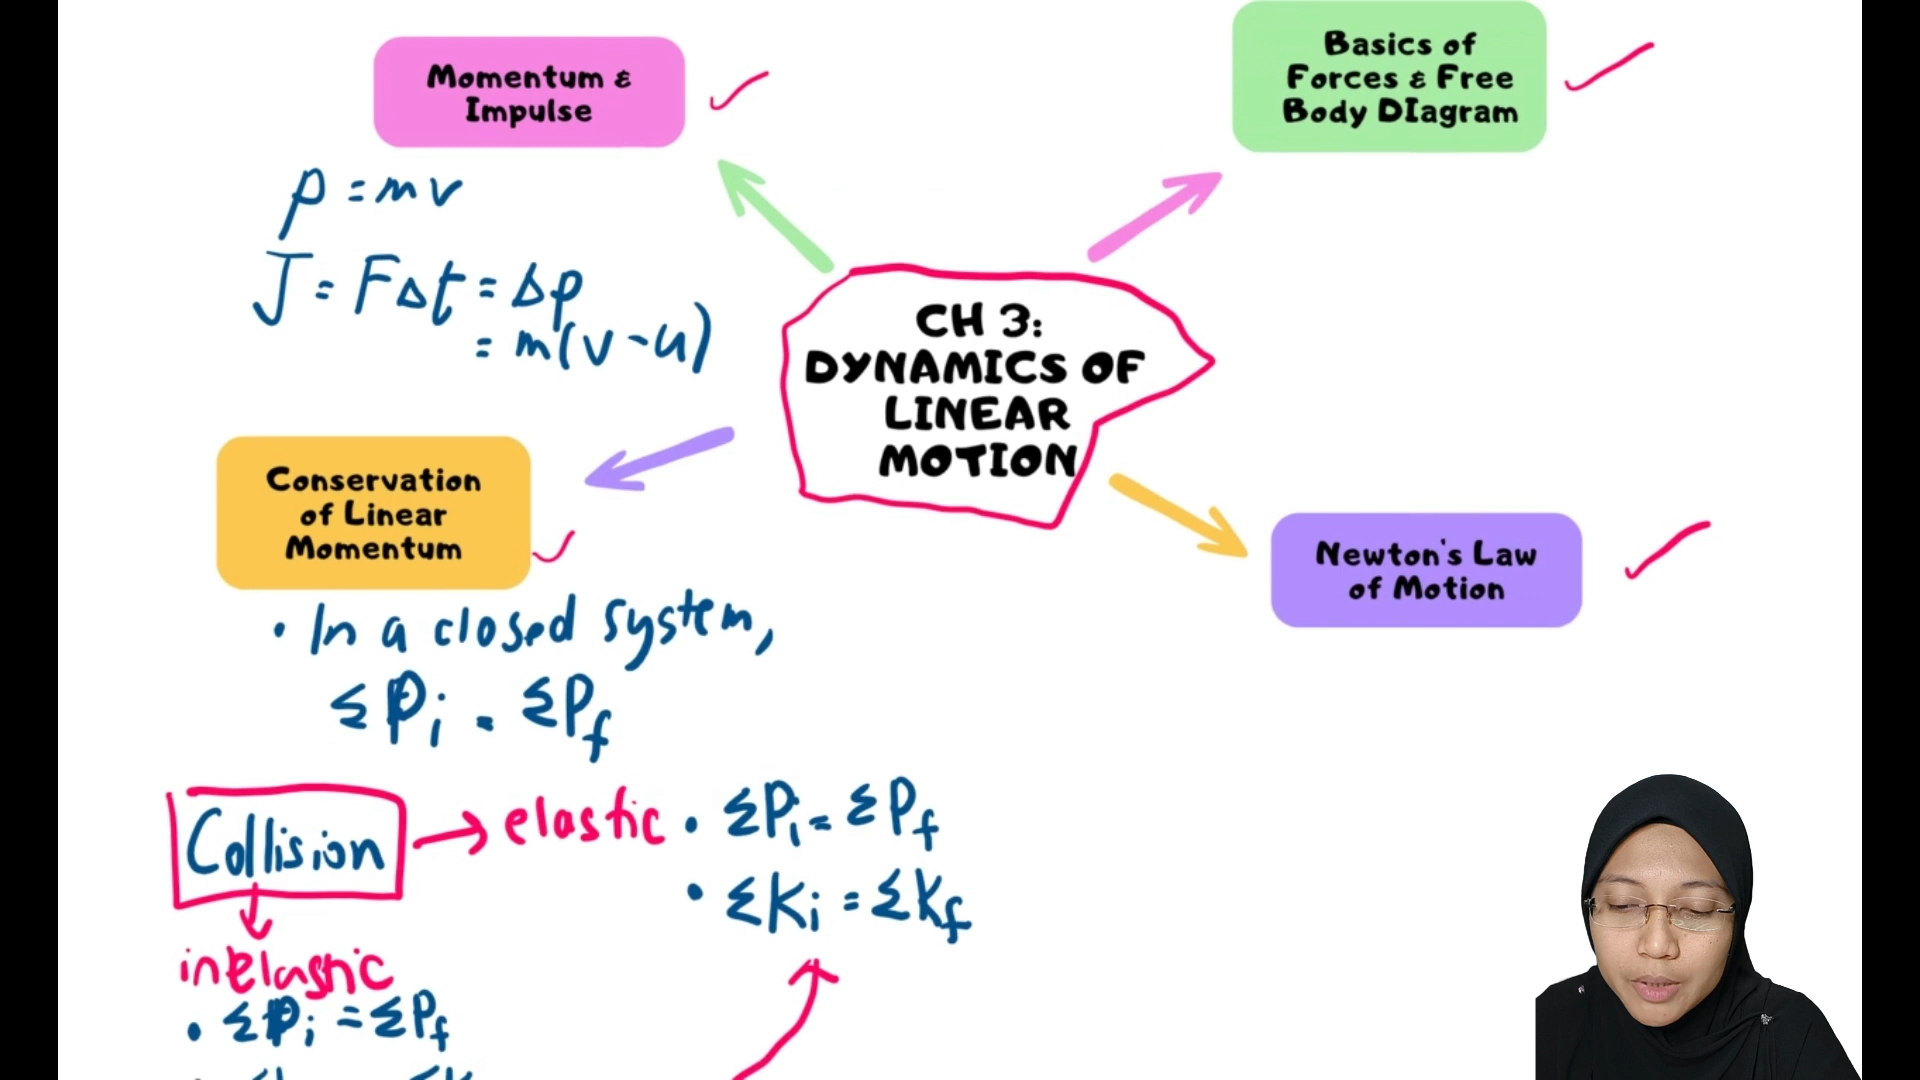 Momentum &
Impulse
p = mv
J = FΔt = Δp
= m(v-u)
Basics of
Forces & Free
Body DIagram
CH 3:
DYNAMICS OF
LINEAR
MOTION
Conservation
of Linear
Momentum
• In a closed system,
ΣPi = ΣPf
Newton's Law
of Motion
Collision → elastic • ΣPi = ΣPf
• ΣKi = ΣKf
inelastic
• ΣPi = ΣPf